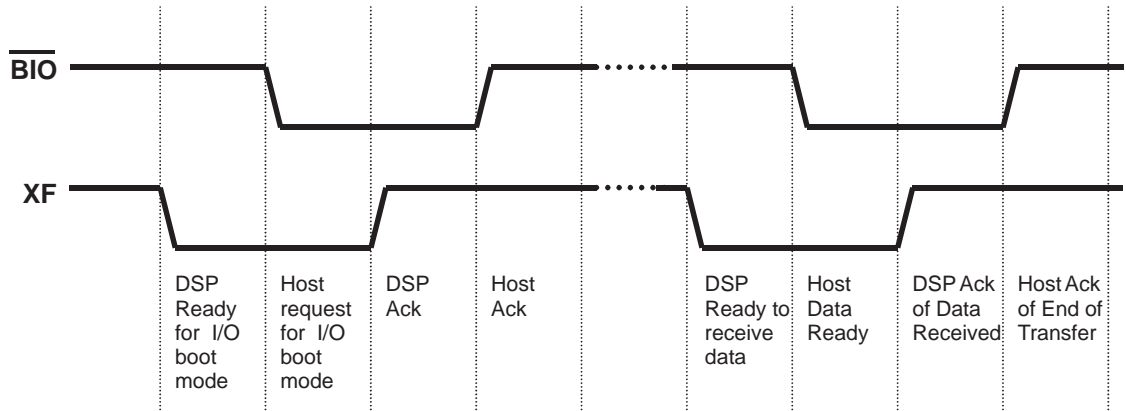 BIO
XF
DSP
Ready
for I/O
boot
mode
Host
request
for I/O
boot
mode
DSP
Ack
Host
Ack
DSP
Ready to
receive
data
Host
Data
Ready
DSP Ack
of Data
Received
Host Ack
of End of
Transfer